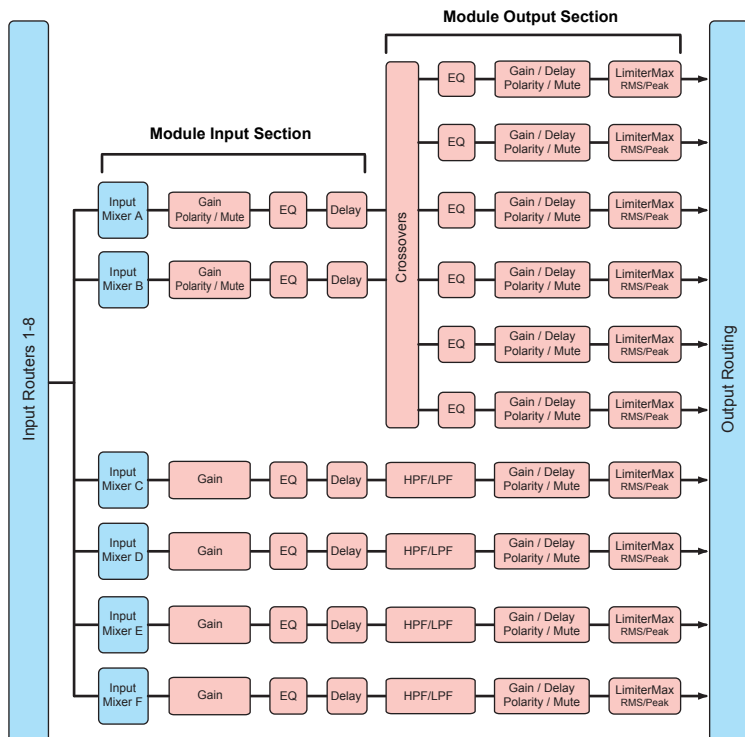 Module Output Section
EQ
Gain / Delay
Polarity / Mute
LimiterMax
RMS/Peak
EQ
Gain / Delay
Polarity / Mute
LimiterMax
RMS/Peak
Module Input Section
Input
Mixer A
Gain
Polarity / Mute
EQ
Delay
EQ
Gain / Delay
Polarity / Mute
LimiterMax
RMS/Peak
Input
Mixer B
Gain
Polarity / Mute
EQ
Delay
Crossovers
EQ
Gain / Delay
Polarity / Mute
LimiterMax
RMS/Peak
EQ
Gain / Delay
Polarity / Mute
LimiterMax
RMS/Peak
Input Routers 1-8
Output Routing
EQ
Gain / Delay
Polarity / Mute
LimiterMax
RMS/Peak
Input
Mixer C
Gain
EQ
Delay
HPF/LPF
Gain / Delay
Polarity / Mute
LimiterMax
RMS/Peak
Input
Mixer D
Gain
EQ
Delay
HPF/LPF
Gain / Delay
Polarity / Mute
LimiterMax
RMS/Peak
Input
Mixer E
Gain
EQ
Delay
HPF/LPF
Gain / Delay
Polarity / Mute
LimiterMax
RMS/Peak
Input
Mixer F
Gain
EQ
Delay
HPF/LPF
Gain / Delay
Polarity / Mute
LimiterMax
RMS/Peak